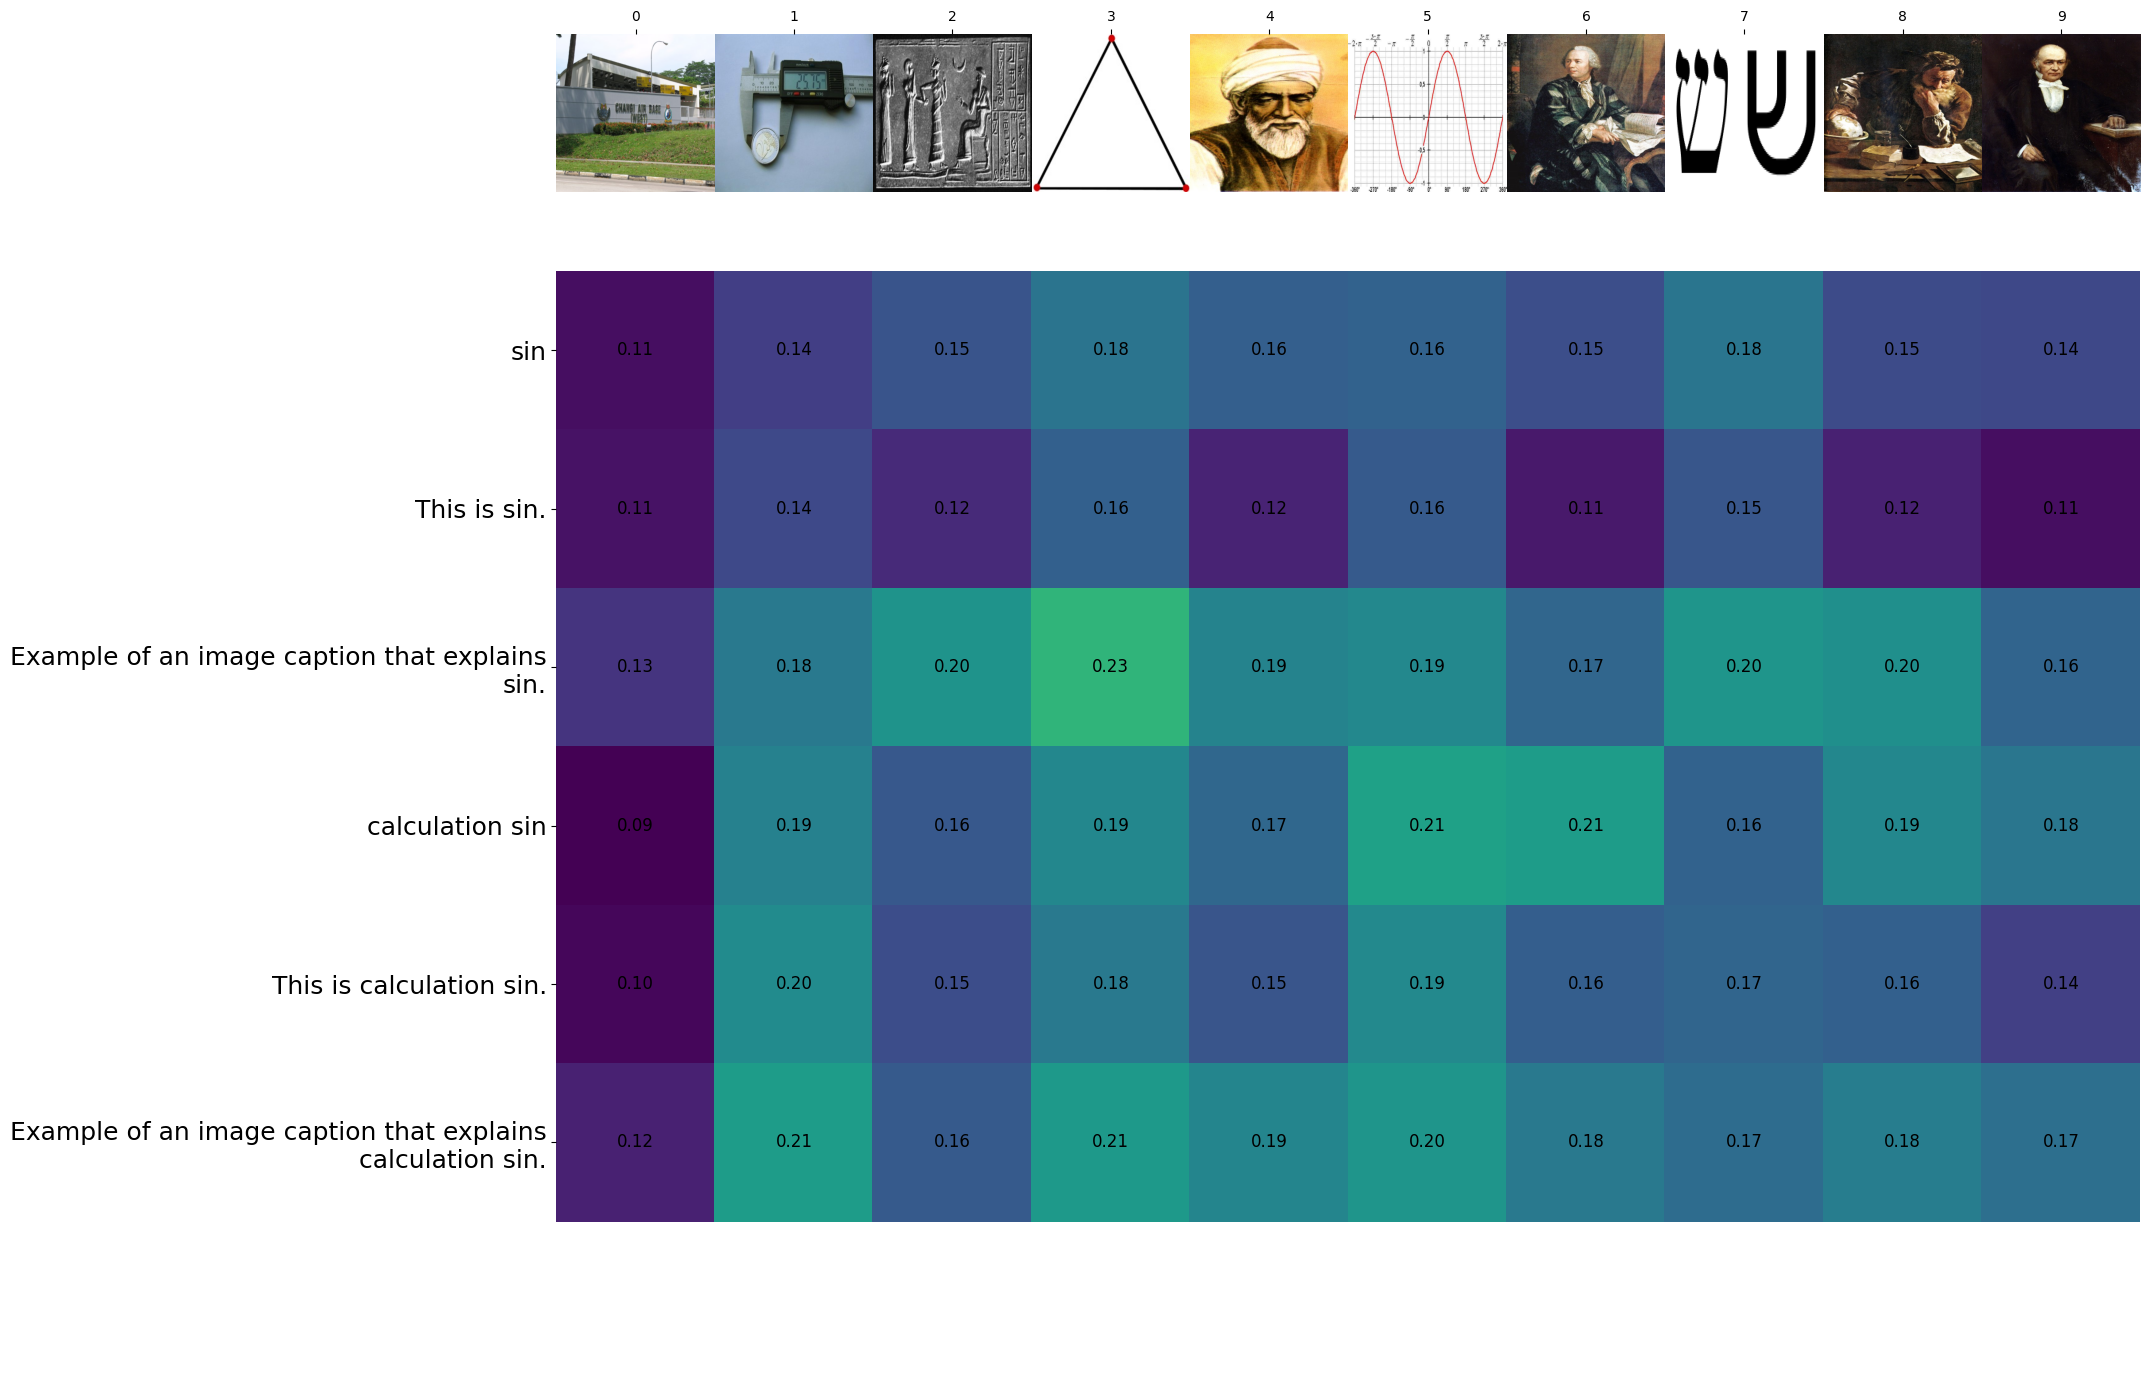 0 1 2 3 4 5 6 7 8 9
CHANGI AIR BASE
(WEST)
שׂ שׁ
sin 0.11 0.14 0.15 0.18 0.16 0.16 0.15 0.18 0.15 0.14
This is sin. 0.11 0.14 0.12 0.16 0.12 0.16 0.11 0.15 0.12 0.11
Example of an image caption that explains
sin. 0.13 0.18 0.20 0.23 0.19 0.19 0.17 0.20 0.20 0.16
calculation sin 0.09 0.19 0.16 0.19 0.17 0.21 0.21 0.16 0.19 0.18
This is calculation sin. 0.10 0.20 0.15 0.18 0.15 0.19 0.16 0.17 0.16 0.14
Example of an image caption that explains
calculation sin. 0.12 0.21 0.16 0.21 0.19 0.20 0.18 0.17 0.18 0.17